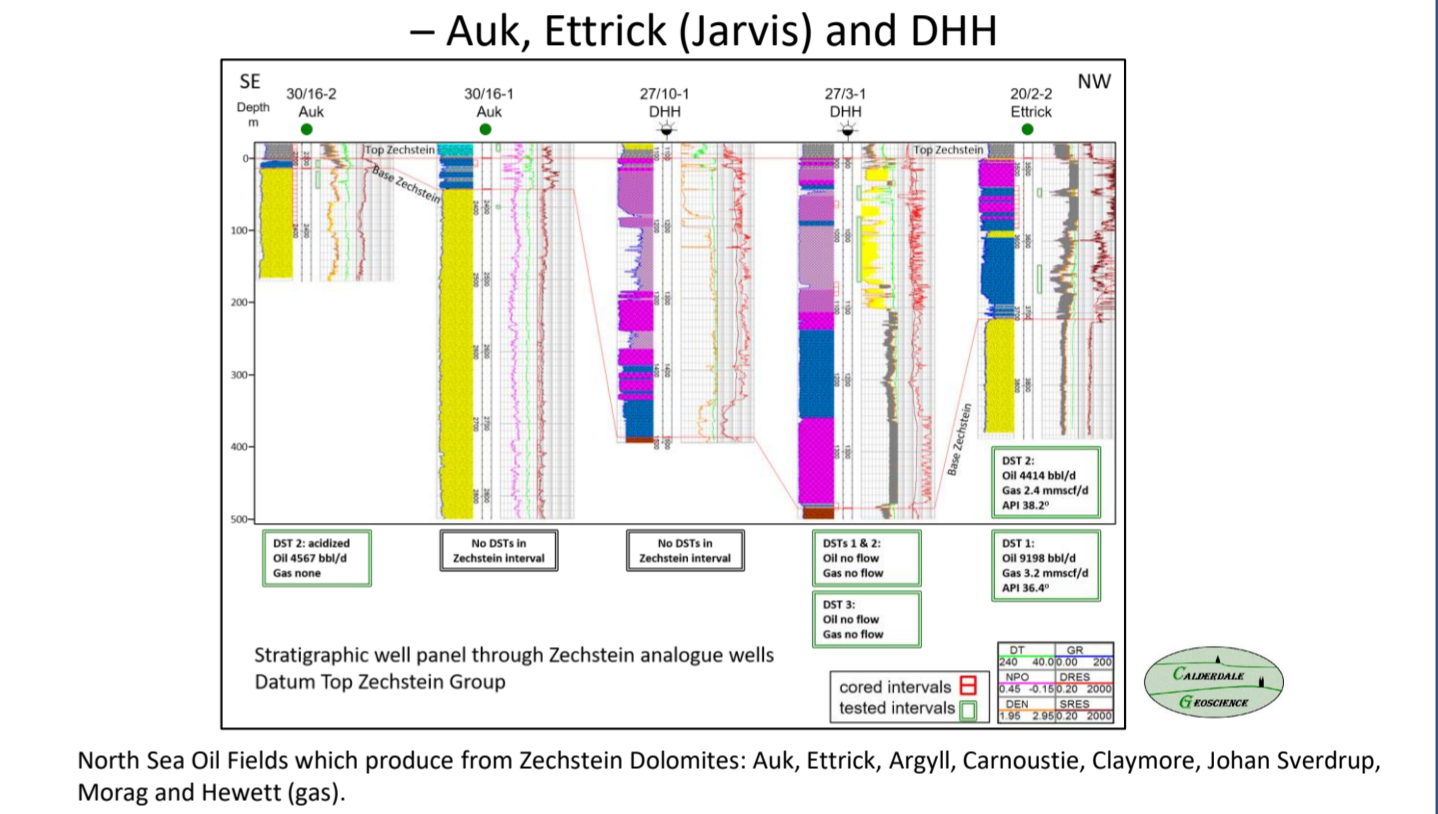 – Auk, Ettrick (Jarvis) and DHH
SE
NW
30/16-2
Auk
30/16-1
Auk
27/10-1
DHH
27/3-1
DHH
20/2-2
Ettrick
Depth
m
Top Zechstein
Top Zechstein
Base Zechstein
Base Zechstein
0
100
200
300
400
500
DST 2:
Oil 4414 bbl/d
Gas 2.4 mmscf/d
API 38.2⁰
DST 2: acidized
Oil 4567 bbl/d
Gas none
No DSTs in
Zechstein interval
No DSTs in
Zechstein interval
DSTs 1 & 2:
Oil no flow
Gas no flow
DST 1:
Oil 9198 bbl/d
Gas 3.2 mmscf/d
API 36.4⁰
DST 3:
Oil no flow
Gas no flow
Stratigraphic well panel through Zechstein analogue wells
Datum Top Zechstein Group
cored intervals
tested intervals
DT GR
240 40.0 0.00 200
NPO DRES
0.45 -0.15 0.20 2000
DEN SRES
1.95 2.95 0.20 2000
CALDERDALE
GEOSCIENCE
North Sea Oil Fields which produce from Zechstein Dolomites: Auk, Ettrick, Argyll, Carnoustie, Claymore, Johan Sverdrup,
Morag and Hewett (gas).